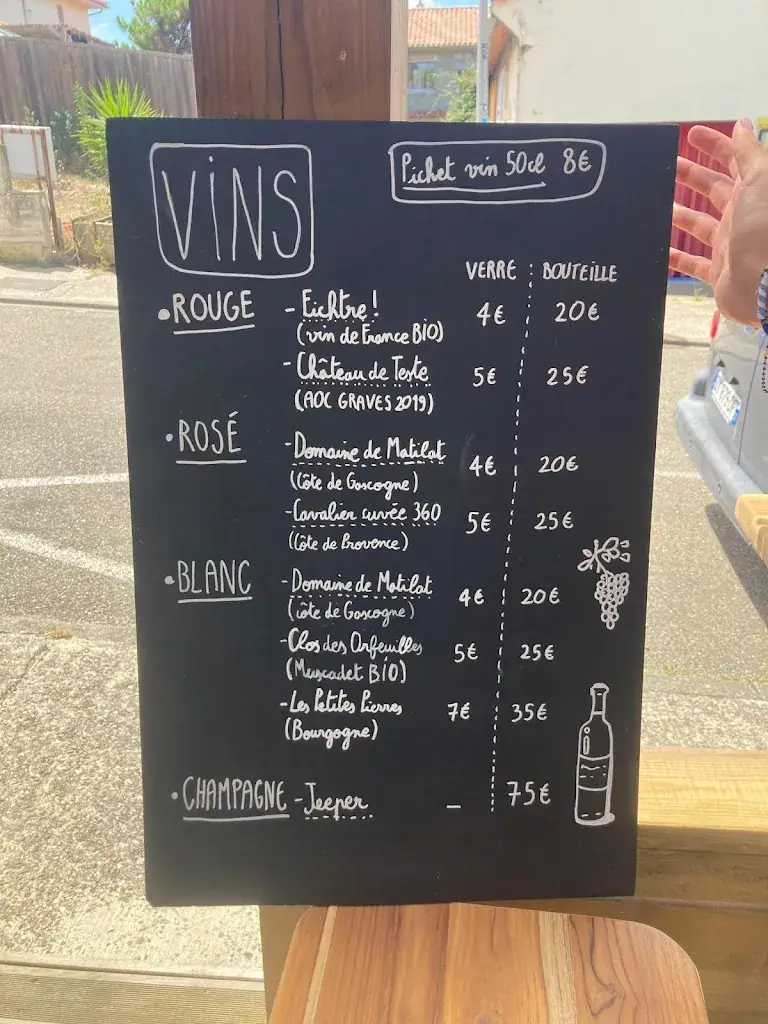 VINS
Pichet vin 50cl 8€
VERRE BOUTEILLE
• ROUGE - Fichtre ! 4€ 20€
(vin de France BIO)
- Château de Teste 5€ 25€
(AOC GRAVES 2019)
• ROSÉ - Domaine de Matilat 4€ 20€
(Côte de Gascogne)
- Cavalier cuvée 360 5€ 25€
(Côte de Provence)
• BLANC - Domaine de Matilat 4€ 20€
(côte de Gascogne)
- Clos des Orfeuilles 5€ 25€
(Muscadet BIO)
- Les Petites Pierres 7€ 35€
(Bourgogne)
• CHAMPAGNE - Jeeper – 75€